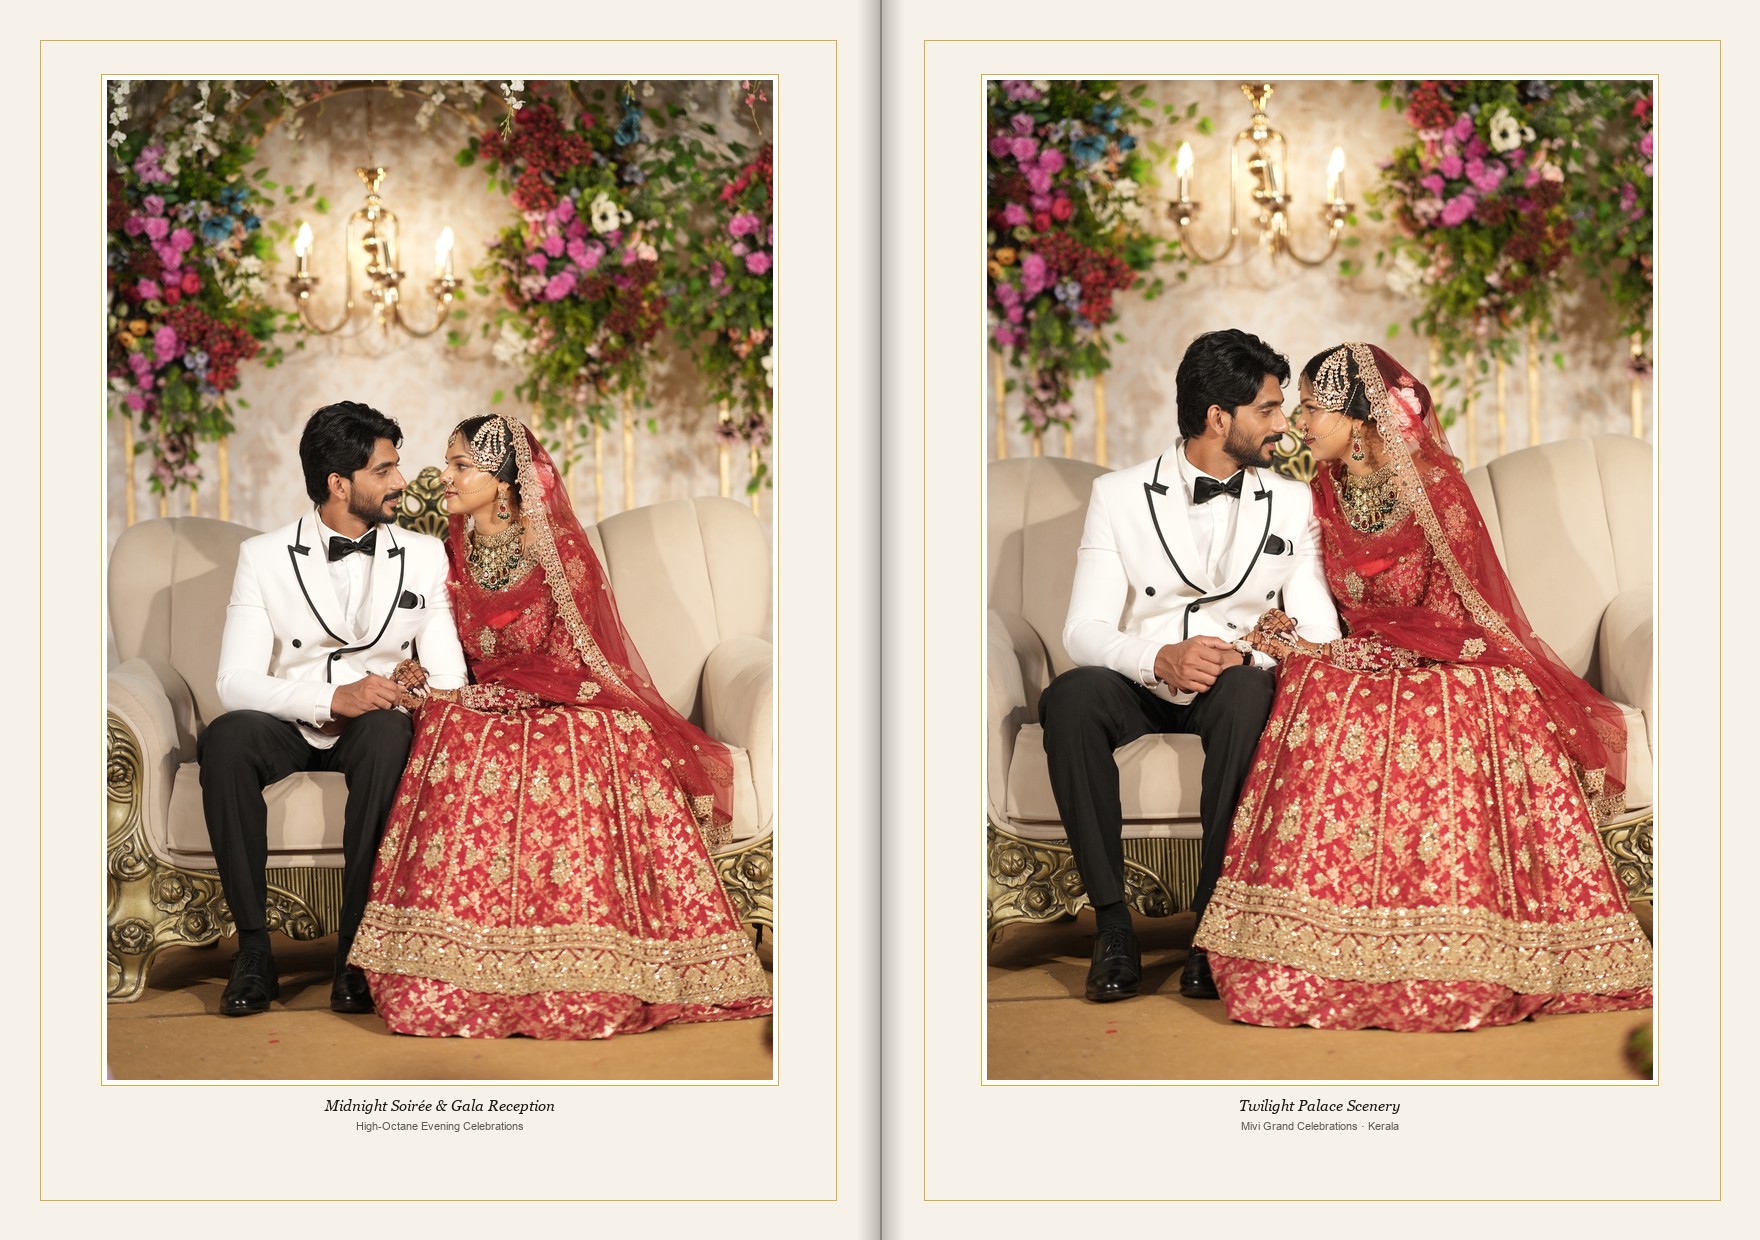 Midnight Soirée & Gala Reception
High-Octane Evening Celebrations
Twilight Palace Scenery
Mivi Grand Celebrations · Kerala